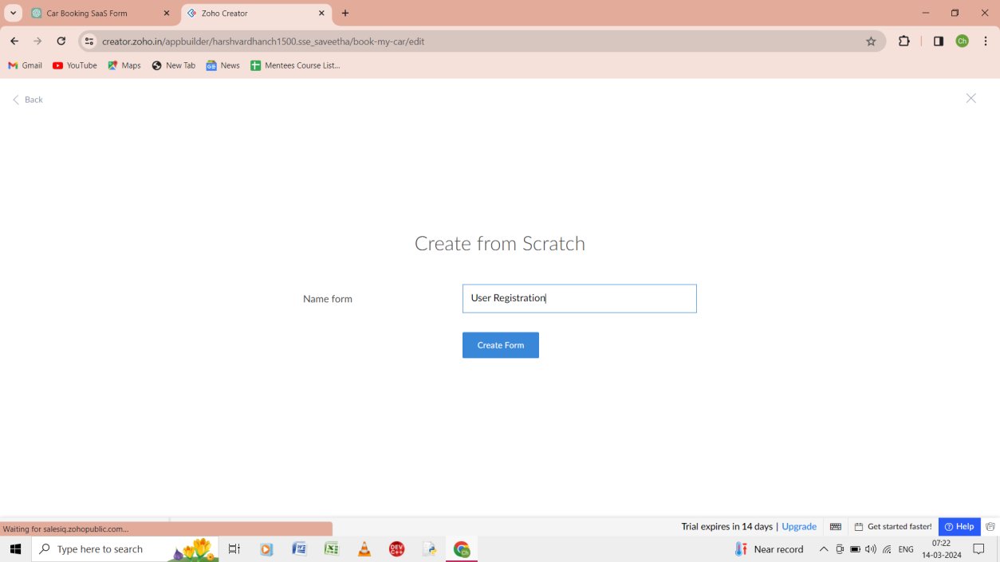 Car Booking SaaS Form
Zoho Creator
creator.zoho.in/appbuilder/harshvardhanch1500.sse_saveetha/book-my-car/edit
Ch
Gmail
YouTube
Maps
New Tab
News
Mentees Course List...
Back
Create from Scratch
Name form
User Registration
Create Form
Waiting for salesiq.zohopublic.com...
Trial expires in 14 days | Upgrade
Get started faster!
Help
Type here to search
DEV C++
Ch
Near record
ENG
07:22
14-03-2024